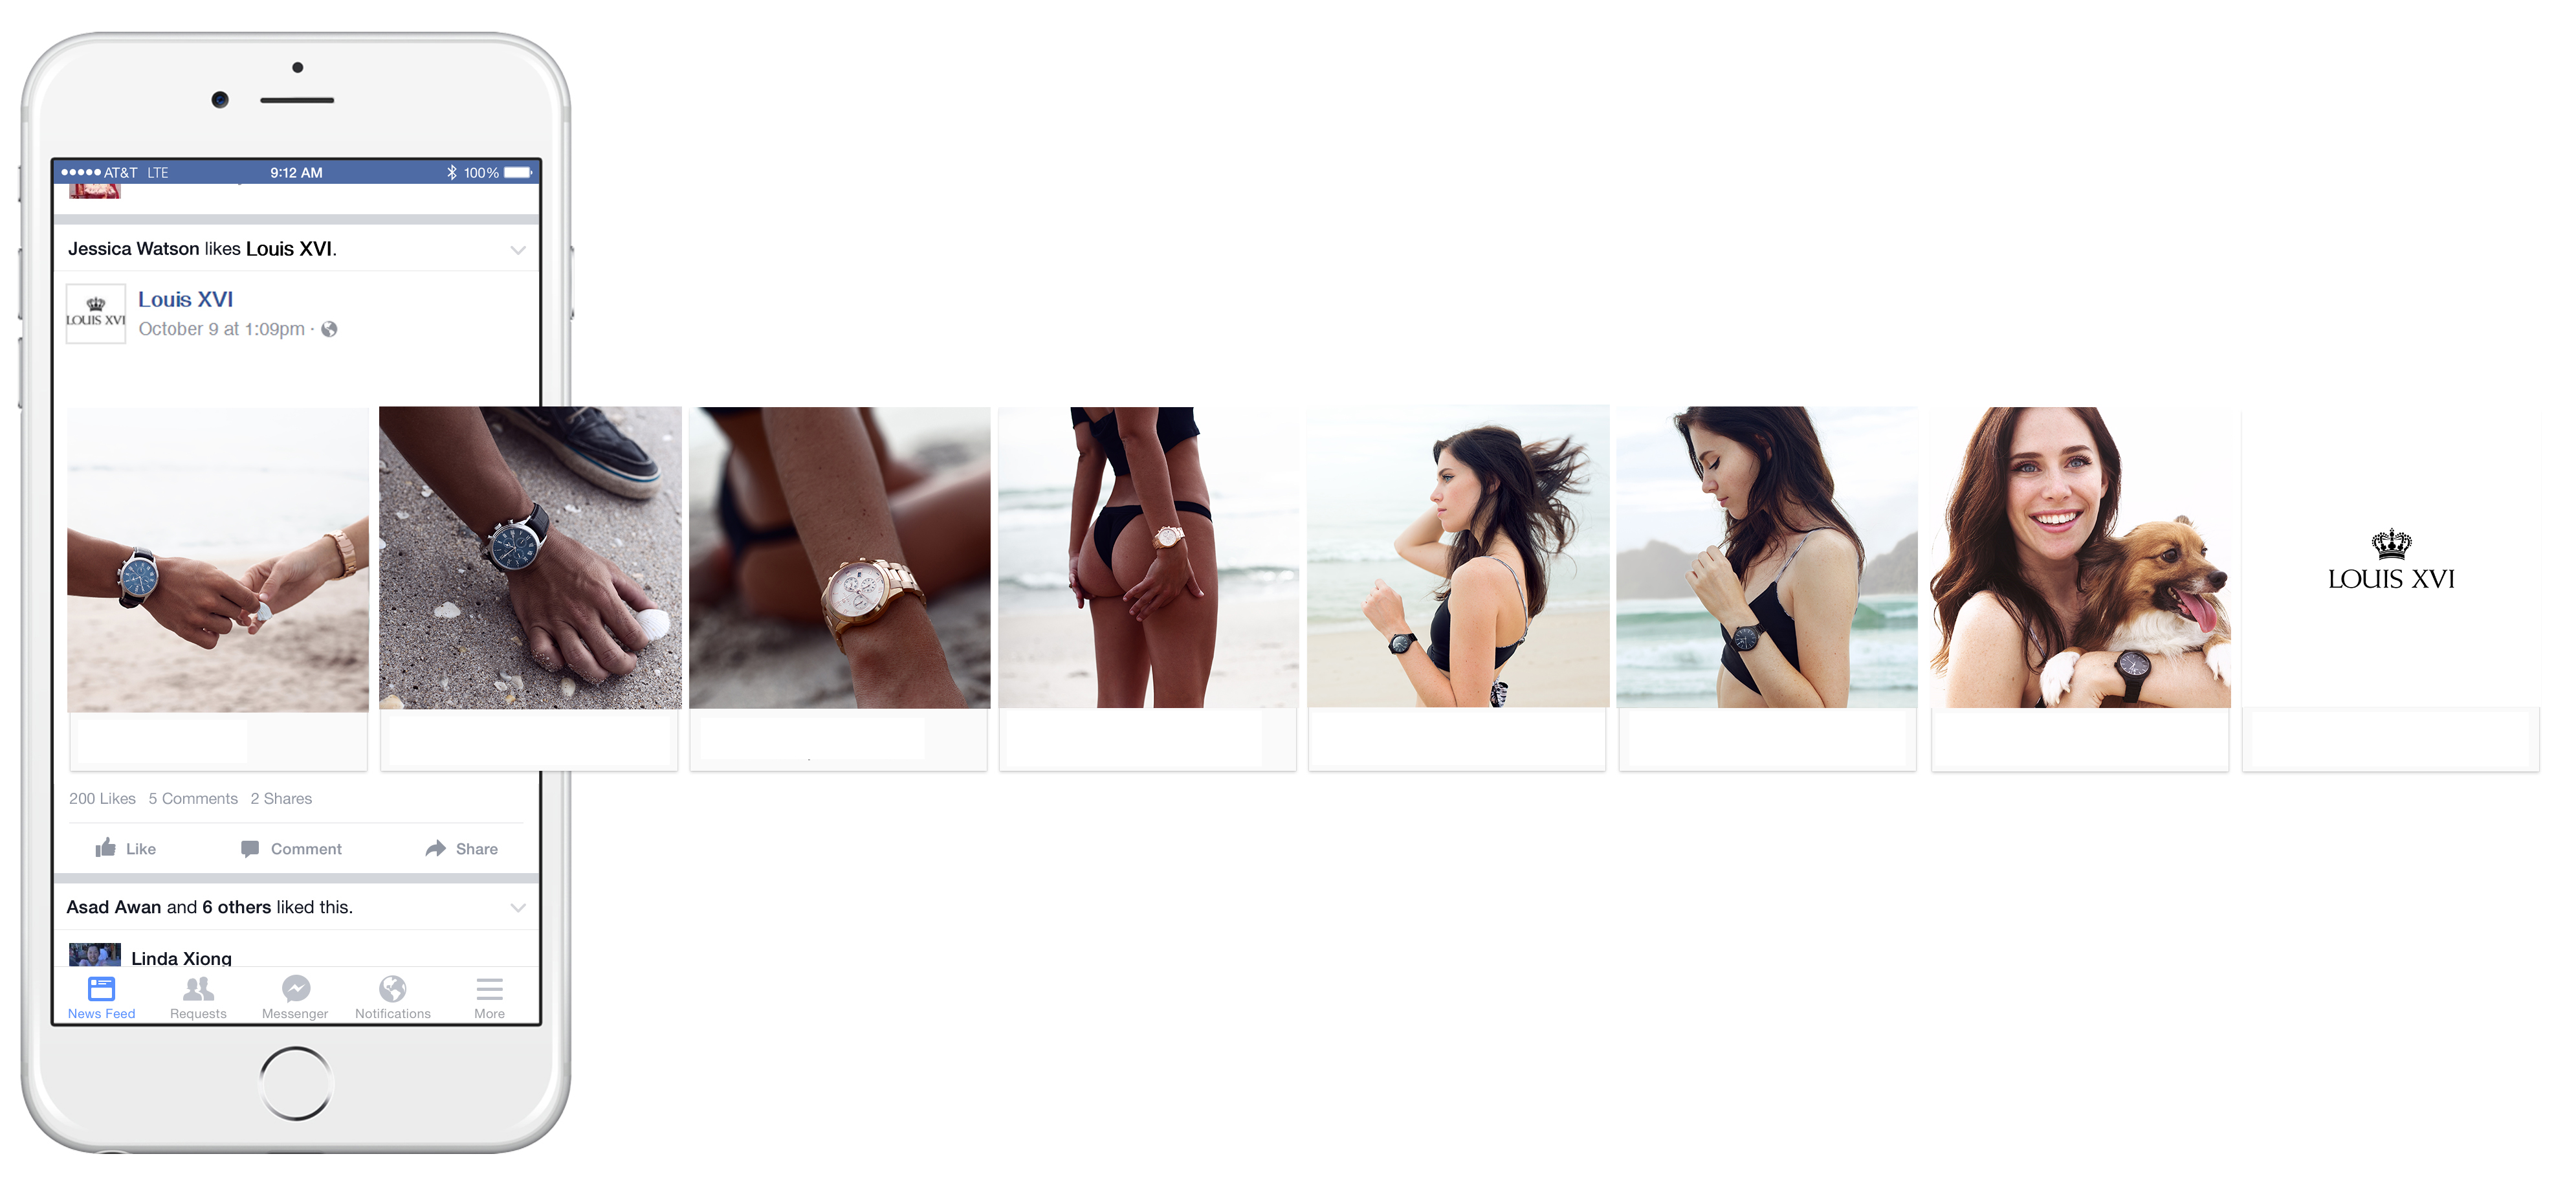 AT&T LTE 9:12 AM 100%
Jessica Watson likes Louis XVI.
LOUIS XVI
Louis XVI
October 9 at 1:09pm ·
LOUIS XVI
200 Likes 5 Comments 2 Shares
Like Comment Share
Asad Awan and 6 others liked this.
Linda Xiong
News Feed Requests Messenger Notifications More